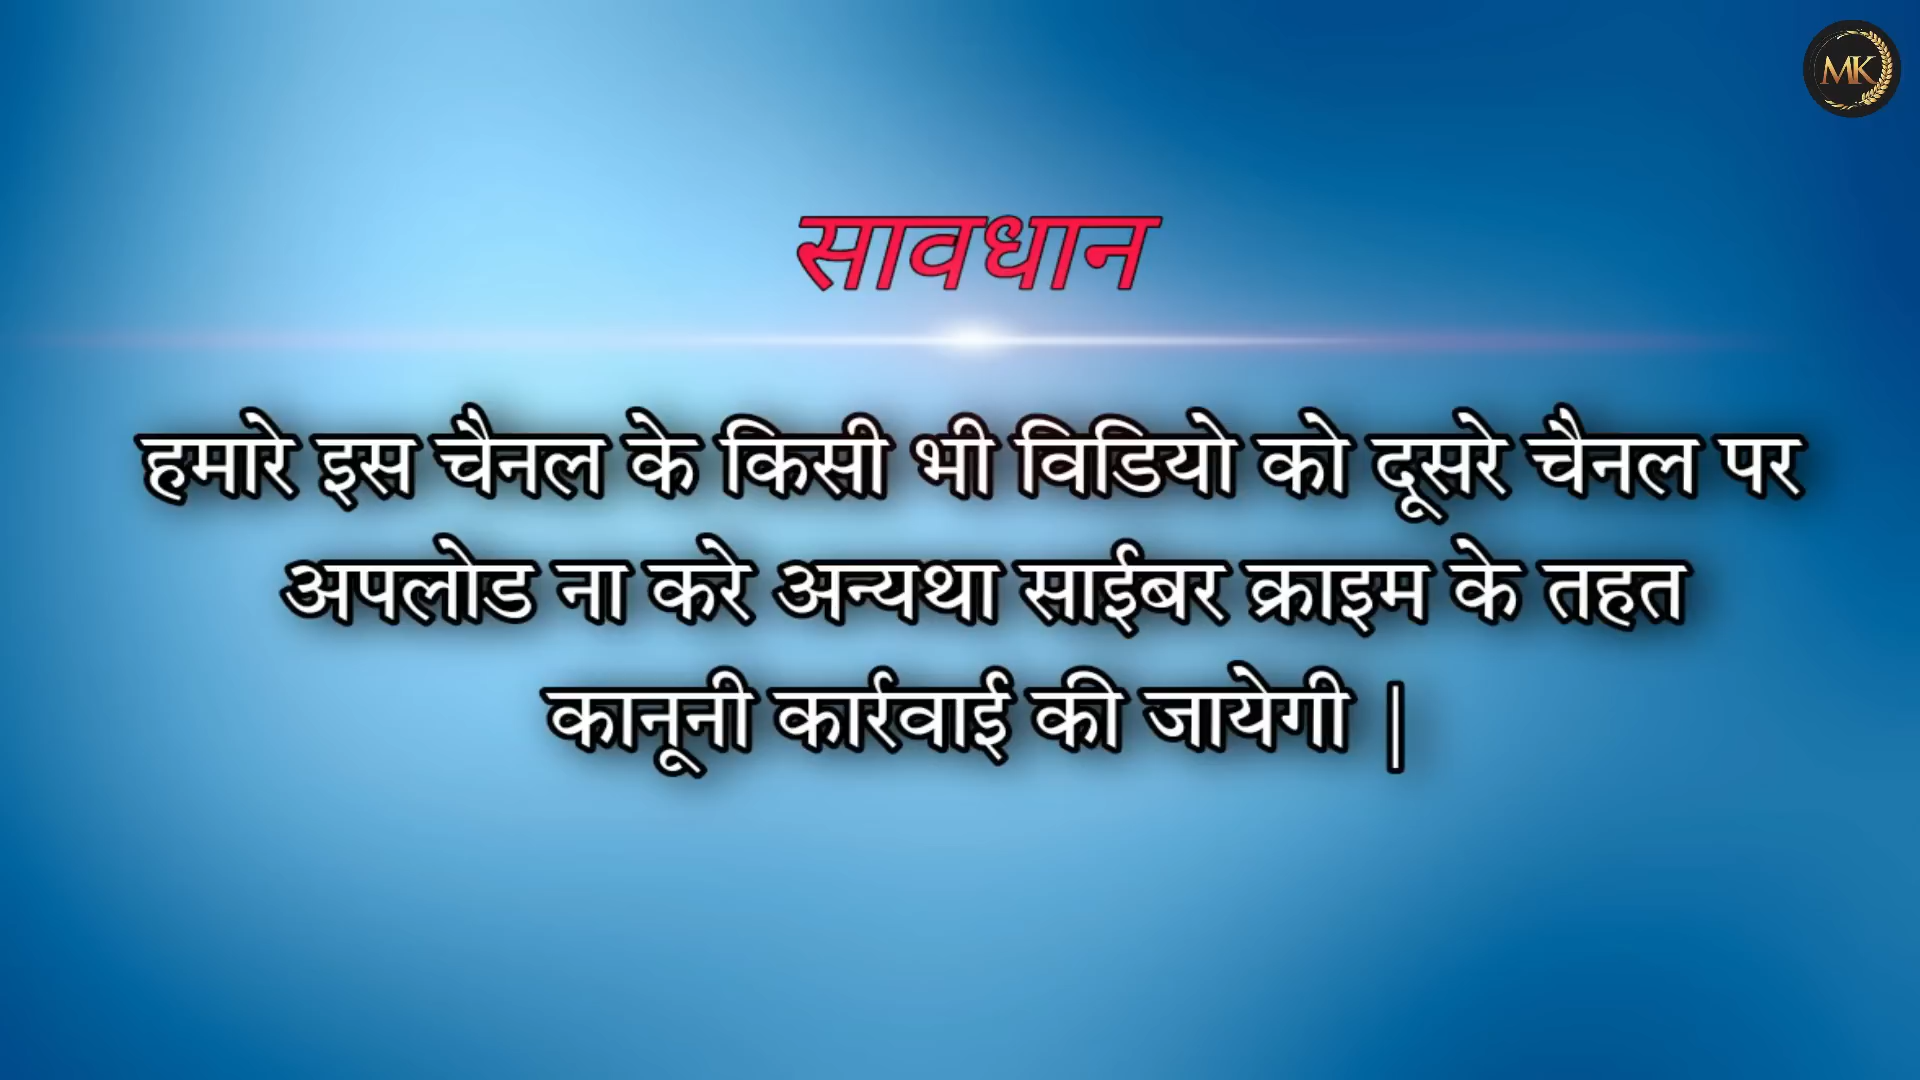 MK
सावधान
हमारे इस चैनल के किसी भी विडियो को दूसरे चैनल पर
अपलोड ना करे अन्यथा साईबर क्राइम के तहत
कानूनी कार्रवाई की जायेगी |